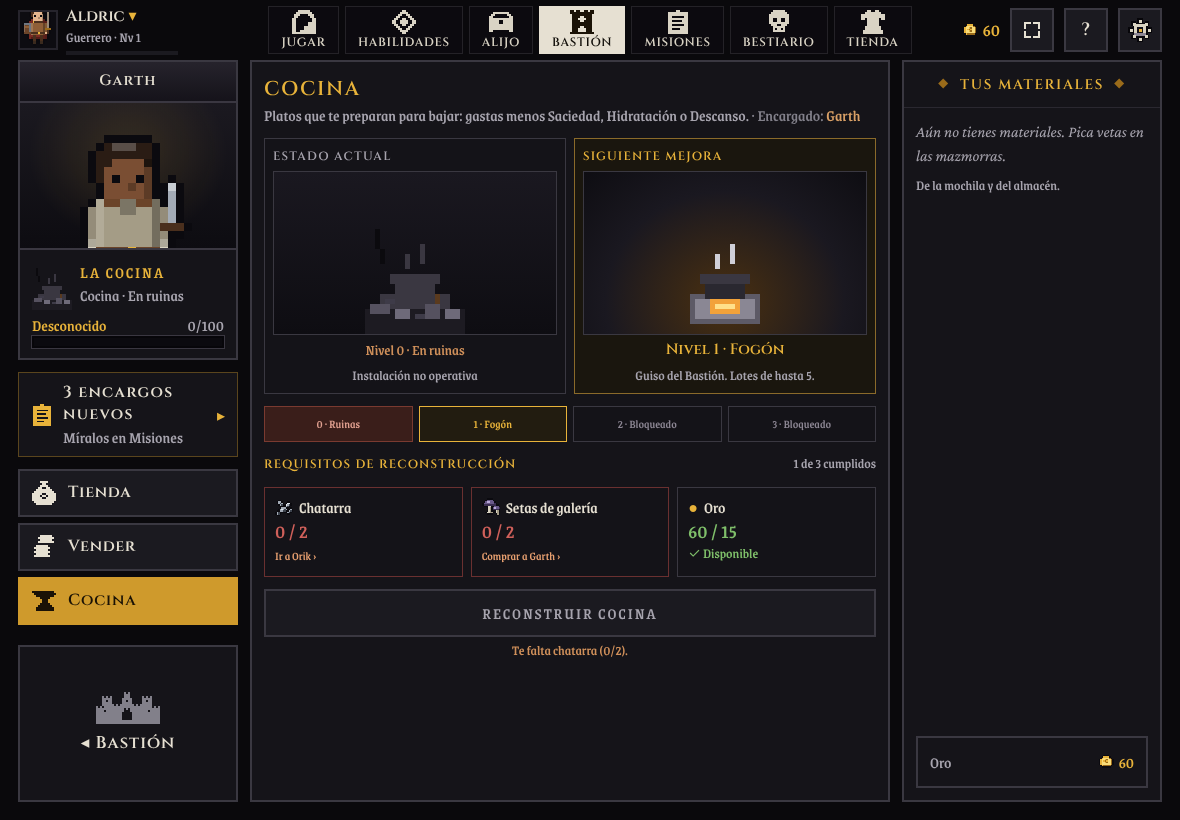 Aldric ▾
Guerrero · Nv 1
JUGAR
HABILIDADES
ALIJO
BASTIÓN
MISIONES
BESTIARIO
TIENDA
60
?
Garth
LA COCINA
Cocina · En ruinas
Desconocido 0/100
3 ENCARGOS NUEVOS
Míralos en Misiones
Tienda
Vender
Cocina
◂ Bastión
COCINA
Platos que te preparan para bajar: gastas menos Saciedad, Hidratación o Descanso. · Encargado: Garth
ESTADO ACTUAL
Nivel 0 · En ruinas
Instalación no operativa
SIGUIENTE MEJORA
Nivel I · Fogón
Guiso del Bastión. Lotes de hasta 5.
0 · Ruinas
1 · Fogón
2 · Bloqueado
3 · Bloqueado
REQUISITOS DE RECONSTRUCCIÓN
1 de 3 cumplidos
Chatarra
0 / 2
Ir a Orik ›
Setas de galería
0 / 2
Comprar a Garth ›
Oro
60 / 15
✓ Disponible
RECONSTRUIR COCINA
Te falta chatarra (0/2).
◆ TUS MATERIALES ◆
Aún no tienes materiales. Pica vetas en
las mazmorras.
De la mochila y del almacén.
Oro 60